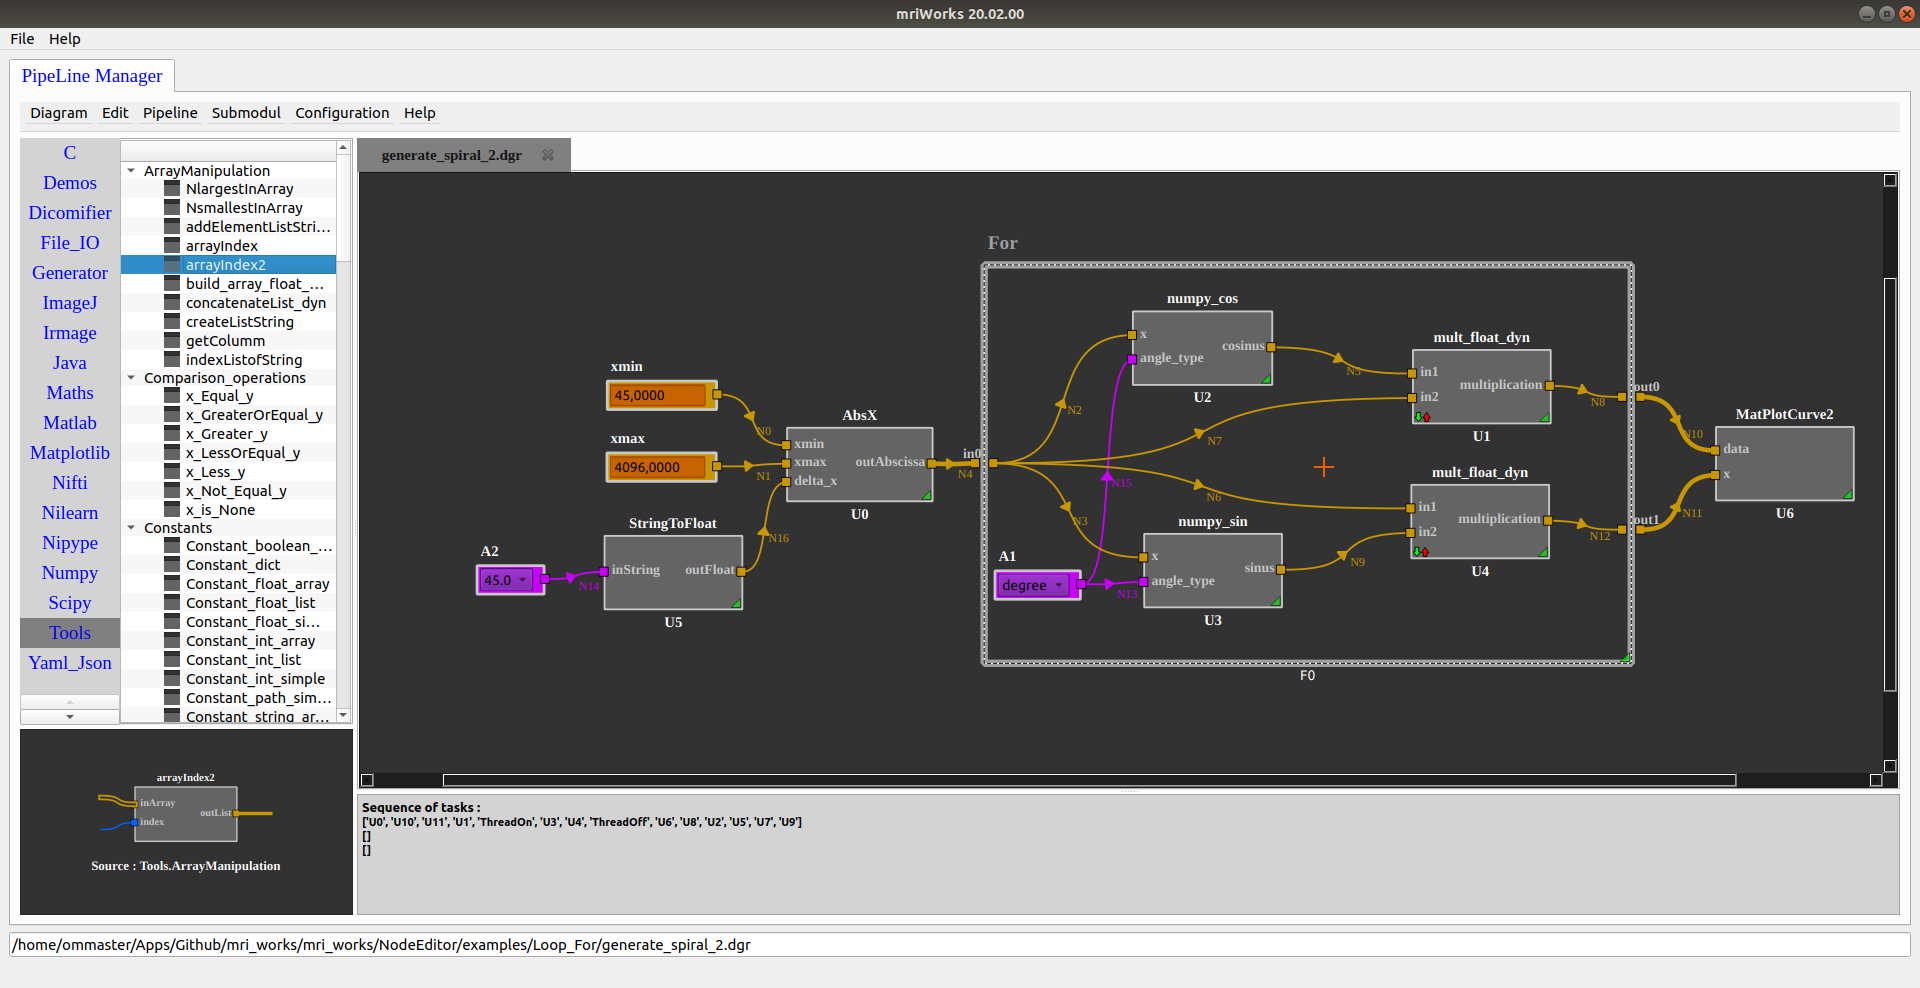 mriWorks 20.02.00
File Help
PipeLine Manager
Diagram Edit Pipeline Submodul Configuration Help
C
Demos
Dicomifier
File_IO
Generator
ImageJ
Irmage
Java
Maths
Matlab
Matplotlib
Nifti
Nilearn
Nipype
Numpy
Scipy
Tools
Yaml_Json
ArrayManipulation
NlargestInArray
NsmallestInArray
addElementListStri...
arrayIndex
arrayIndex2
build_array_float_...
concatenateList_dyn
createListString
getColumm
indexListofString
Comparison_operations
x_Equal_y
x_GreaterOrEqual_y
x_Greater_y
x_LessOrEqual_y
x_Less_y
x_Not_Equal_y
x_is_None
Constants
Constant_boolean_...
Constant_dict
Constant_float_array
Constant_float_list
Constant_float_si...
Constant_int_array
Constant_int_list
Constant_int_simple
Constant_path_sim...
Constant_string_ar...
arrayIndex2
inArray
outList
index
Source : Tools.ArrayManipulation
generate_spiral_2.dgr
For
xmin
45,0000
N0
xmax
4096,0000
N1
AbsX
xmin
xmax
outAbscissa
delta_x
U0
A2
45.0
N14
StringToFloat
inString
outFloat
U5
N16
in0
N4
N2
N7
N15
N6
N3
numpy_cos
x
cosinus
angle_type
U2
N5
mult_float_dyn
in1
multiplication
in2
U1
N8
out0
mult_float_dyn
in1
multiplication
in2
U4
N12
out1
numpy_sin
x
sinus
angle_type
U3
N9
A1
degree
N13
F0
N10
N11
MatPlotCurve2
data
x
U6
Sequence of tasks :
['U0', 'U10', 'U11', 'U1', 'ThreadOn', 'U3', 'U4', 'ThreadOff', 'U6', 'U8', 'U2', 'U5', 'U7', 'U9']
[]
[]
/home/ommaster/Apps/Github/mri_works/mri_works/NodeEditor/examples/Loop_For/generate_spiral_2.dgr